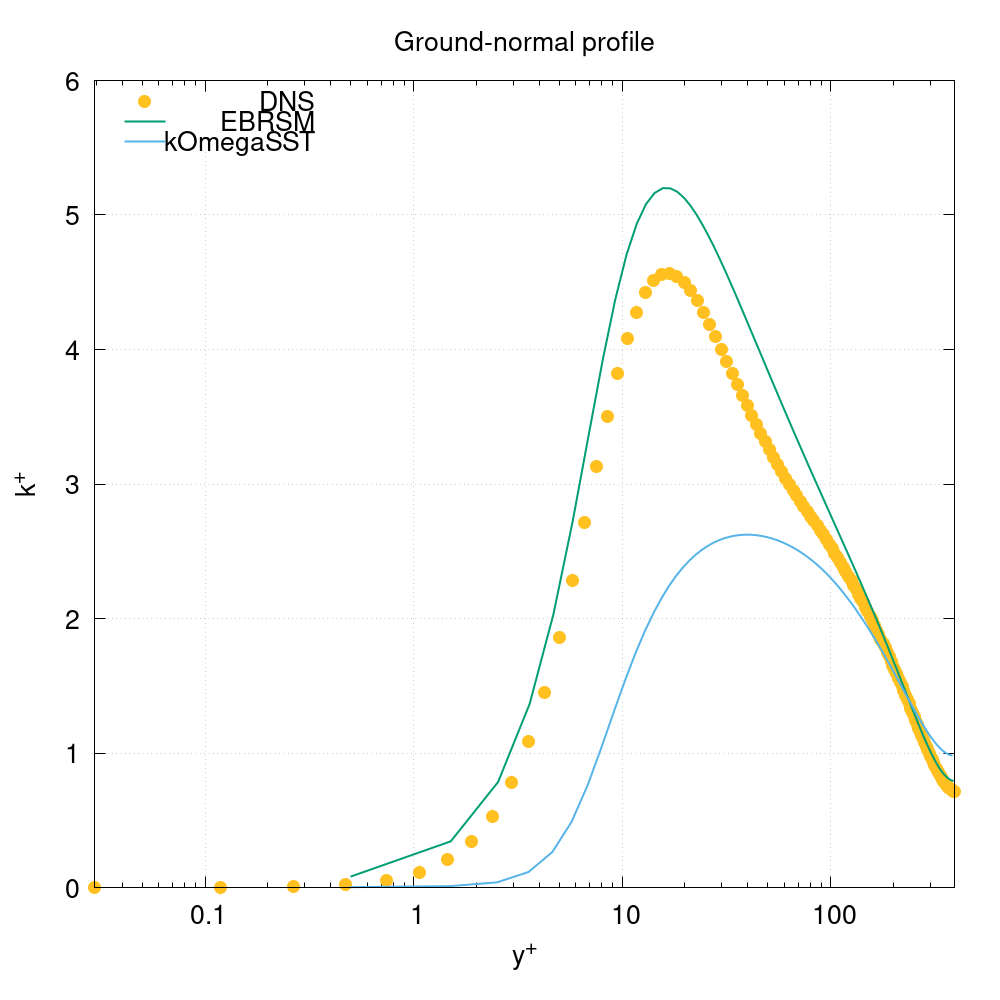 Ground-normal profile
6
DNS
EBRSM
kOmegaSST
5
4
k⁺
3
2
1
0
0.1 1 10 100
y⁺